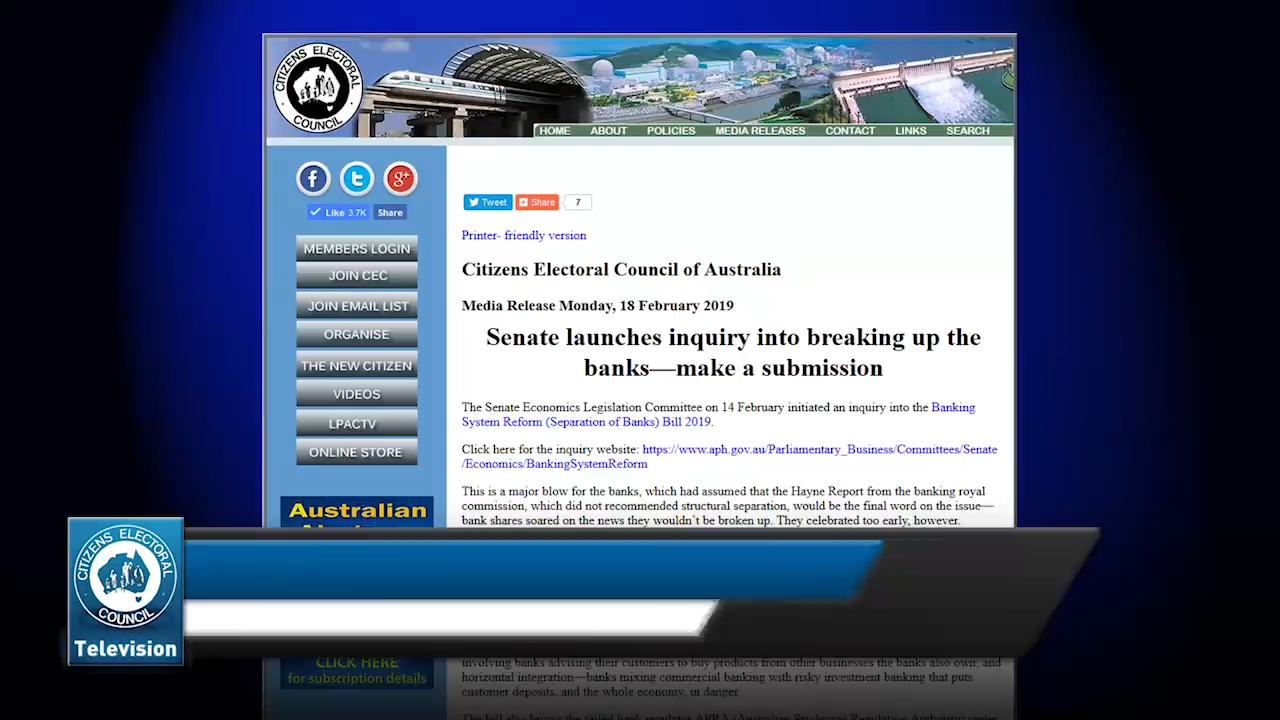 CITIZENS ELECTORAL
COUNCIL
HOME ABOUT POLICIES MEDIA RELEASES CONTACT LINKS SEARCH
f t g+
Like 3.7K Share
MEMBERS LOGIN
JOIN CEC
JOIN EMAIL LIST
ORGANISE
THE NEW CITIZEN
VIDEOS
LPACTV
ONLINE STORE
Australian
Tweet Share 7
Printer- friendly version
Citizens Electoral Council of Australia
Media Release Monday, 18 February 2019
Senate launches inquiry into breaking up the
banks—make a submission
The Senate Economics Legislation Committee on 14 February initiated an inquiry into the Banking
System Reform (Separation of Banks) Bill 2019.
Click here for the inquiry website: https://www.aph.gov.au/Parliamentary_Business/Committees/Senate
/Economics/BankingSystemReform
This is a major blow for the banks, which had assumed that the Hayne Report from the banking royal
commission, which did not recommended structural separation, would be the final word on the issue—
bank shares soared on the news they wouldn't be broken up. They celebrated too early, however.
CITIZENS ELECTORAL
COUNCIL
Television
CLICK HERE
for subscription details
involving banks advising their customers to buy products from other businesses the banks also own, and
horizontal integration—banks mixing commercial banking with risky investment banking that puts
customer deposits, and the whole economy, in danger.